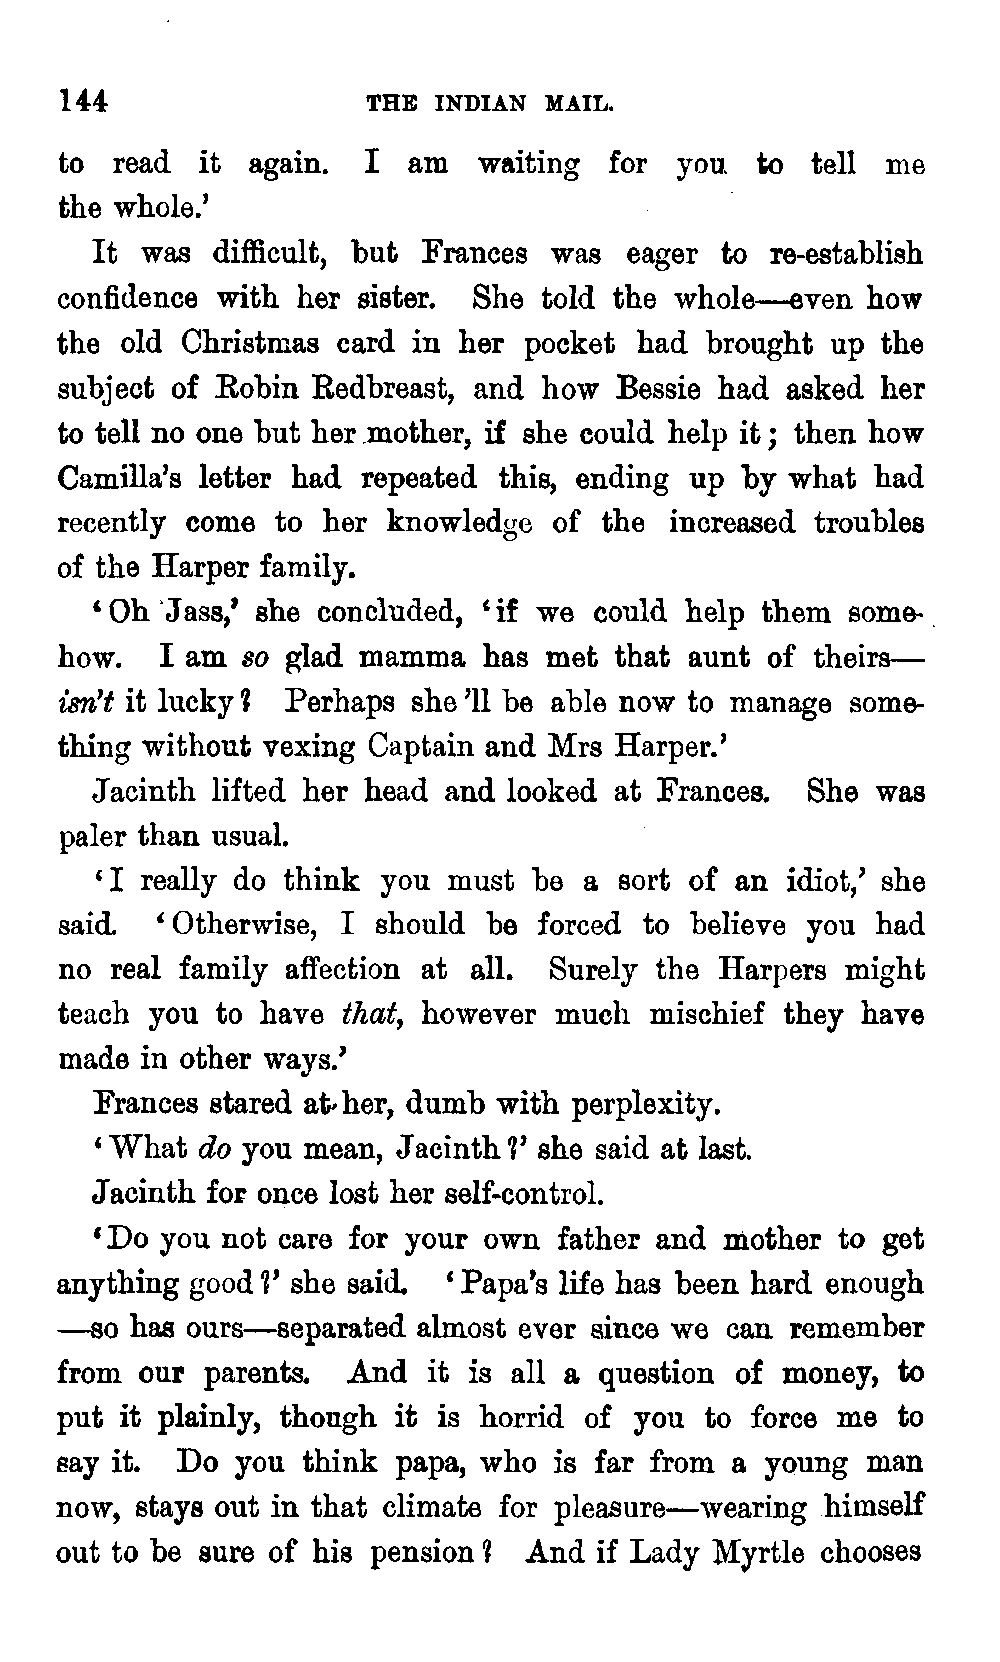 144 THE INDIAN MAIL.
to read it again. I am waiting for you to tell me
the whole.’
It was difficult, but Frances was eager to re-establish
confidence with her sister. She told the whole—even how
the old Christmas card in her pocket had brought up the
subject of Robin Redbreast, and how Bessie had asked her
to tell no one but her mother, if she could help it; then how
Camilla’s letter had repeated this, ending up by what had
recently come to her knowledge of the increased troubles
of the Harper family.
‘Oh Jass,’ she concluded, ‘if we could help them some-
how. I am so glad mamma has met that aunt of theirs—
isn’t it lucky? Perhaps she’ll be able now to manage some-
thing without vexing Captain and Mrs Harper.’
Jacinth lifted her head and looked at Frances. She was
paler than usual.
‘I really do think you must be a sort of an idiot,’ she
said. ‘Otherwise, I should be forced to believe you had
no real family affection at all. Surely the Harpers might
teach you to have that, however much mischief they have
made in other ways.’
Frances stared at her, dumb with perplexity.
‘What do you mean, Jacinth?’ she said at last.
Jacinth for once lost her self-control.
‘Do you not care for your own father and mother to get
anything good?’ she said. ‘Papa’s life has been hard enough
—so has ours—separated almost ever since we can remember
from our parents. And it is all a question of money, to
put it plainly, though it is horrid of you to force me to
say it. Do you think papa, who is far from a young man
now, stays out in that climate for pleasure—wearing himself
out to be sure of his pension? And if Lady Myrtle chooses